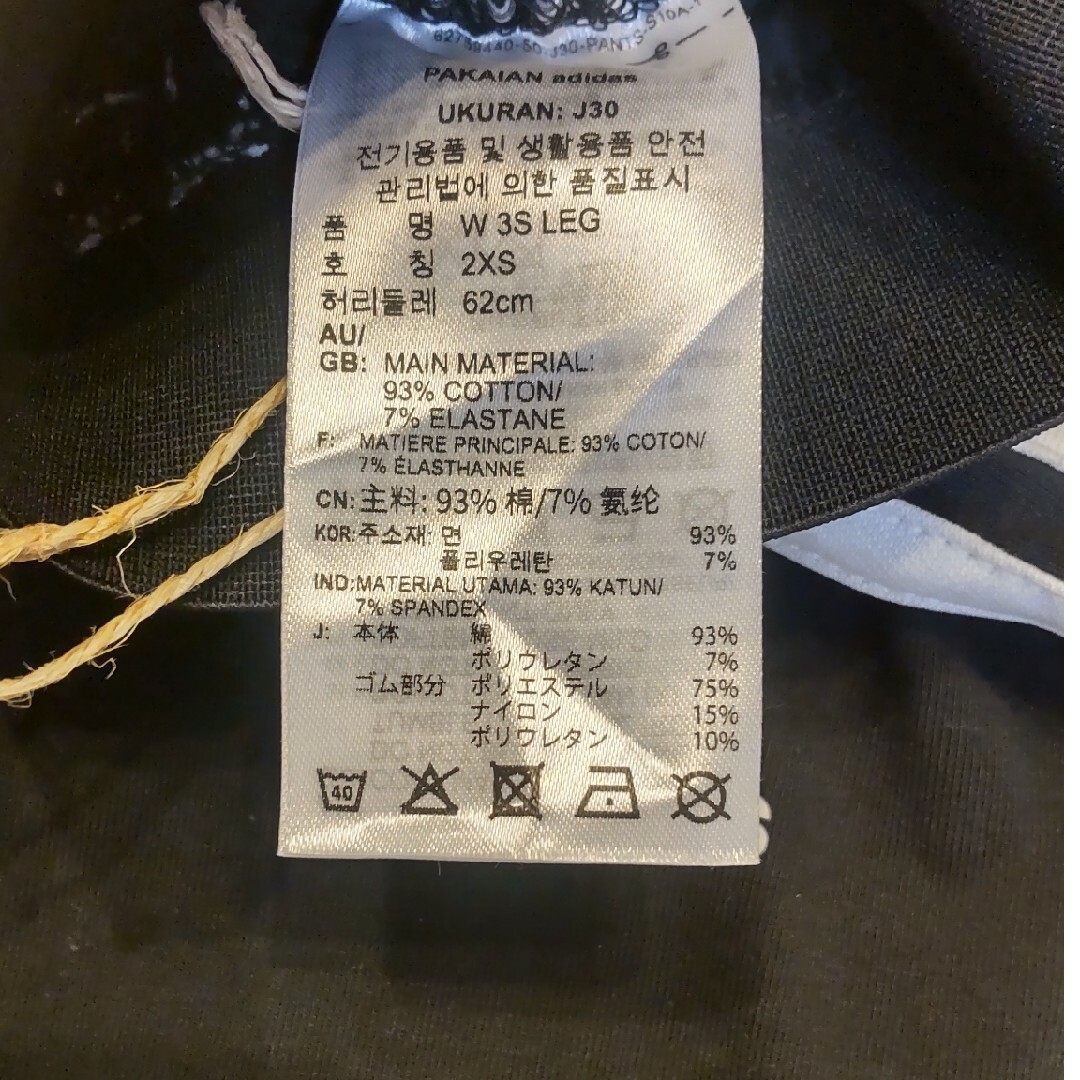 J30-PANTS-S10A-1
PAKAIAN adidas
UKURAN: J30
전기용품 및 생활용품 안전
관리법에 의한 품질표시
품 명 W 3S LEG
호 칭 2XS
허리둘레 62cm
AU/
GB: MAIN MATERIAL:
93% COTTON/
7% ELASTANE
F: MATIERE PRINCIPALE: 93% COTON/
7% ÉLASTHANNE
CN: 主料: 93% 棉/7% 氨纶
KOR: 주소재: 면 93%
폴리우레탄 7%
IND: MATERIAL UTAMA: 93% KATUN/
7% SPANDEX
J: 本体 綿 93%
ポリウレタン 7%
ゴム部分 ポリエステル 75%
ナイロン 15%
ポリウレタン 10%
40